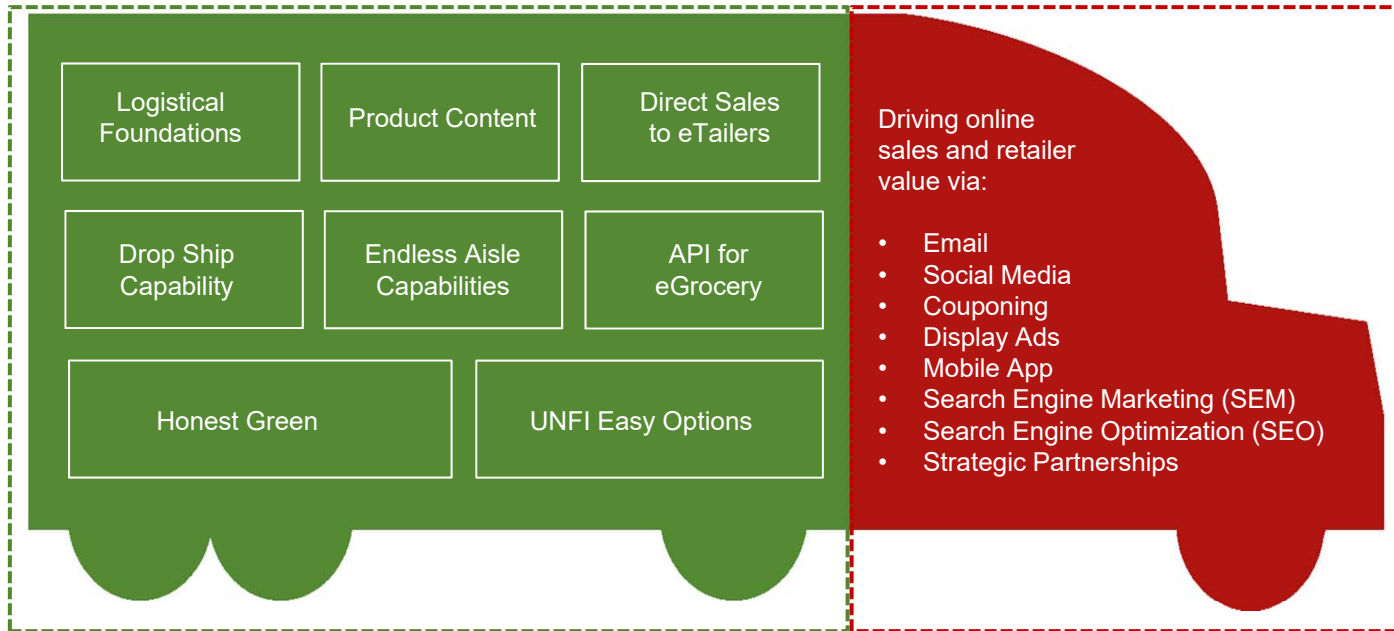 Logistical
Foundations
Product Content
Direct Sales
to eTailers
Drop Ship
Capability
Endless Aisle
Capabilities
API for
eGrocery
Honest Green
UNFI Easy Options
Driving online
sales and retailer
value via:
• Email
• Social Media
• Couponing
• Display Ads
• Mobile App
• Search Engine Marketing (SEM)
• Search Engine Optimization (SEO)
• Strategic Partnerships